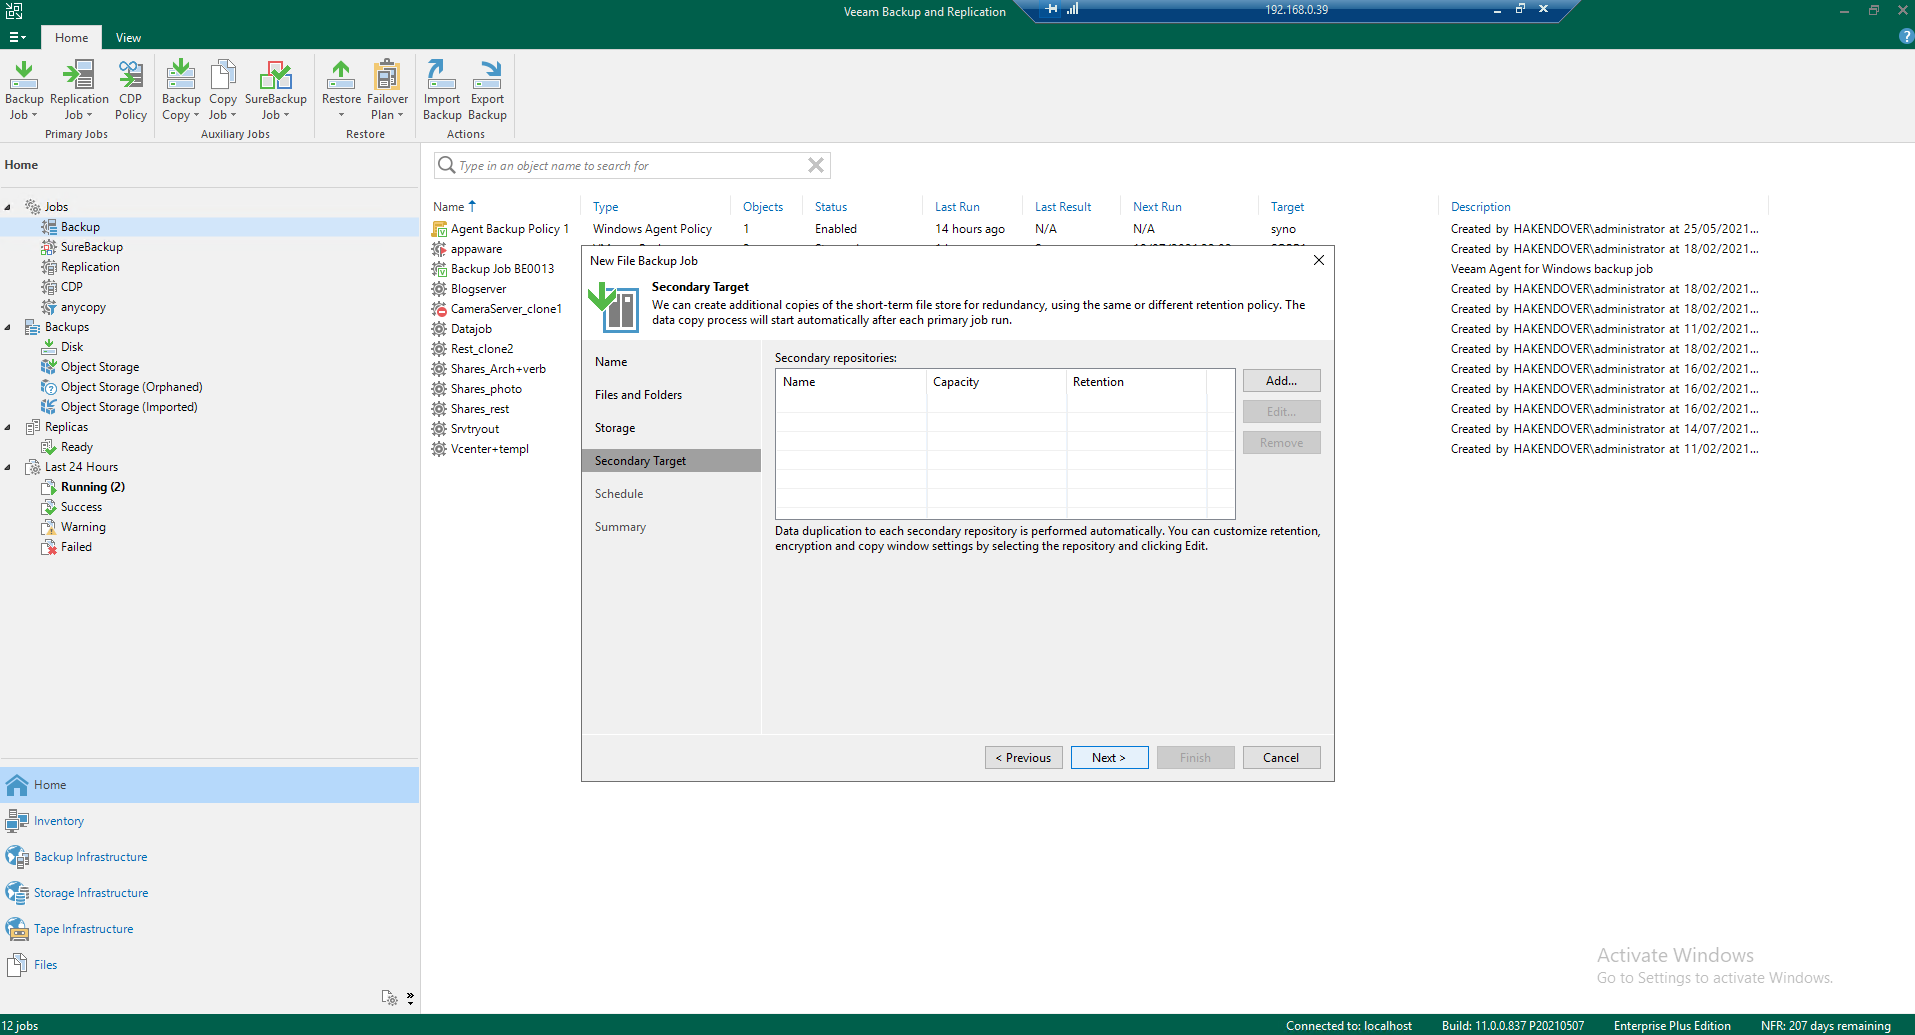 Veeam Backup and Replication
192.168.0.39
Home View
Backup Job
Replication Job
CDP Policy
Primary Jobs
Backup Copy
Copy Job
SureBackup Job
Auxiliary Jobs
Restore
Failover Plan
Restore
Import Backup
Export Backup
Actions
Home
Jobs
Backup
SureBackup
Replication
CDP
anycopy
Backups
Disk
Object Storage
Object Storage (Orphaned)
Object Storage (Imported)
Replicas
Ready
Last 24 Hours
Running (2)
Success
Warning
Failed
Home
Inventory
Backup Infrastructure
Storage Infrastructure
Tape Infrastructure
Files
Type in an object name to search for
Name Type Objects Status Last Run Last Result Next Run Target Description
Agent Backup Policy 1 Windows Agent Policy 1 Enabled 14 hours ago N/A N/A syno Created by HAKENDOVER\administrator at 25/05/2021...
appaware Created by HAKENDOVER\administrator at 18/02/2021...
Backup Job BE0013 Veeam Agent for Windows backup job
Blogserver Created by HAKENDOVER\administrator at 18/02/2021...
CameraServer_clone1 Created by HAKENDOVER\administrator at 18/02/2021...
Datajob Created by HAKENDOVER\administrator at 11/02/2021...
Rest_clone2 Created by HAKENDOVER\administrator at 18/02/2021...
Shares_Arch+verb Created by HAKENDOVER\administrator at 16/02/2021...
Shares_photo Created by HAKENDOVER\administrator at 16/02/2021...
Shares_rest Created by HAKENDOVER\administrator at 16/02/2021...
Srvtryout Created by HAKENDOVER\administrator at 14/07/2021...
Vcenter+templ Created by HAKENDOVER\administrator at 11/02/2021...
New File Backup Job
Secondary Target
We can create additional copies of the short-term file store for redundancy, using the same or different retention policy. The
data copy process will start automatically after each primary job run.
Name
Files and Folders
Storage
Secondary Target
Schedule
Summary
Secondary repositories:
Name Capacity Retention
Add...
Edit...
Remove
Data duplication to each secondary repository is performed automatically. You can customize retention,
encryption and copy window settings by selecting the repository and clicking Edit.
< Previous Next > Finish Cancel
Activate Windows
Go to Settings to activate Windows.
12 jobs Connected to: localhost Build: 11.0.0.837 P20210507 Enterprise Plus Edition NFR: 207 days remaining